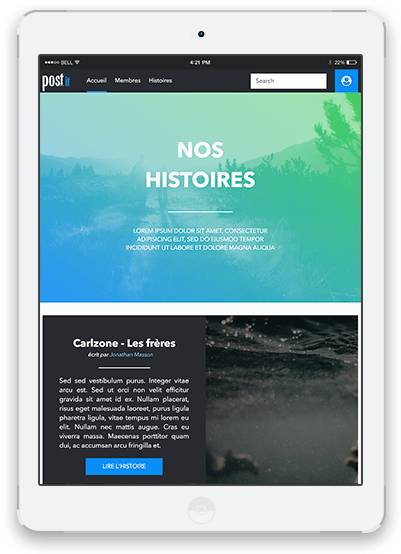 BELL 4:21 PM 22%
post it Accueil Membres Histoires Search
NOS
HISTOIRES
LOREM IPSUM DOLOR SIT AMET, CONSECTETUR
ADIPISICING ELIT, SED DO EIUSMOD TEMPOR
INCIDIDUNT UT LABORE ET DOLORE MAGNA ALIQUA
Carlzone - Les frères
écrit par Jonathan Masson
Sed sed vestibulum purus. Integer vitae
arcu est. Sed ut orci non velit efficitur
gravida sit amet id ex. Nullam placerat,
risus eget malesuada laoreet, purus ligula
pharetra ligula, vitae tempus mi lorem eu
elit. Nullam nec mattis augue. Cras eu
viverra massa. Maecenas porttitor quam
dui, ac accumsan arcu fringilla et.
LIRE L'HISTOIRE